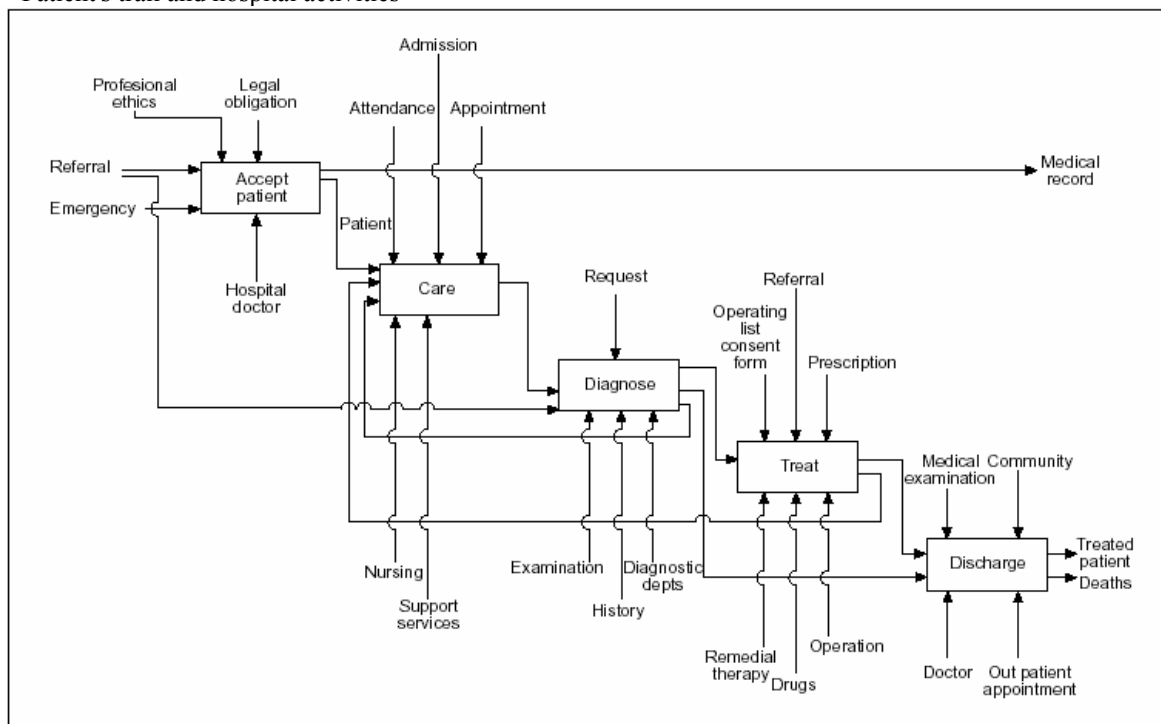 Patient's trail and hospital activities
Admission
Profesional
ethics
Legal
obligation
Attendance
Appointment
Referral
Accept
patient
Medical
record
Emergency
Patient
Hospital
doctor
Care
Request
Referral
Operating
list
consent
form
Prescription
Diagnose
Treat
Medical
examination
Community
Nursing
Support
services
Examination
History
Diagnostic
depts
Discharge
Treated
patient
Deaths
Remedial
therapy
Drugs
Operation
Doctor
Out patient
appointment